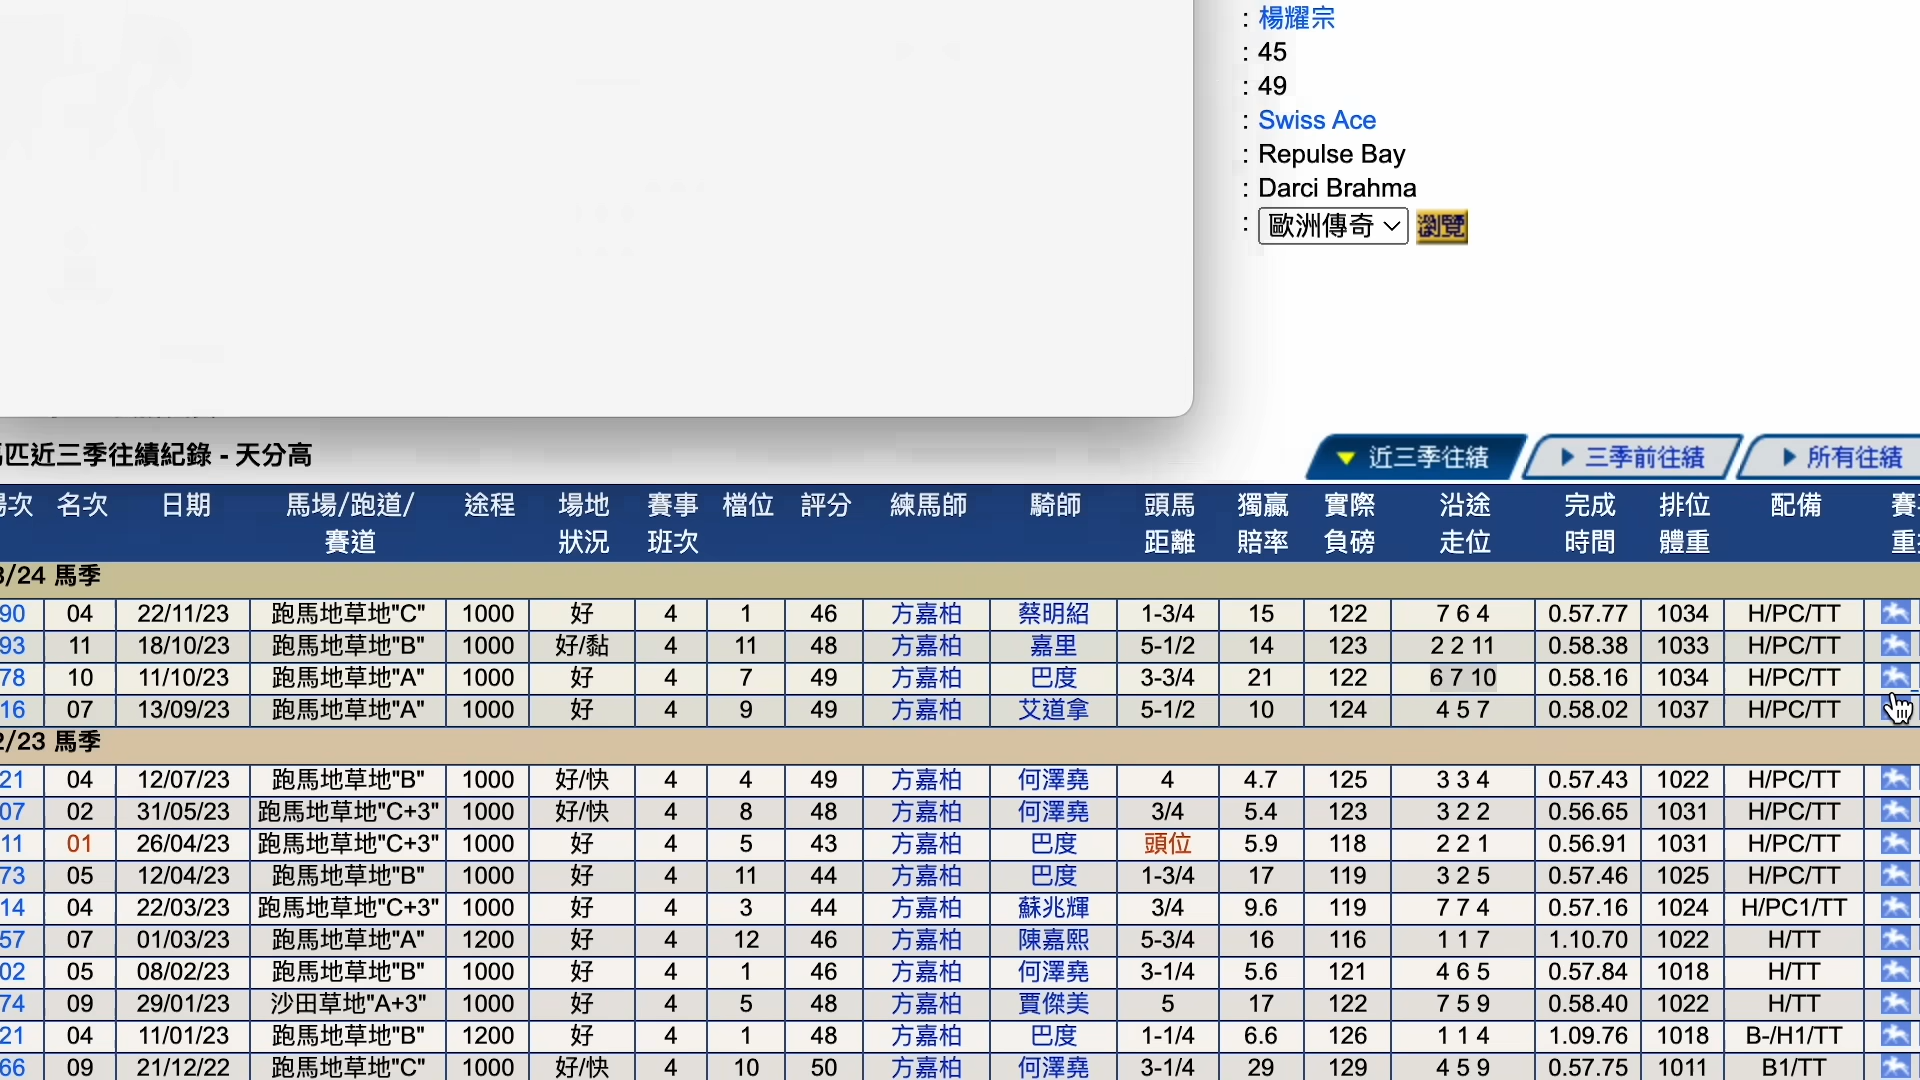 : 楊耀宗
: 45
: 49
: Swiss Ace
: Repulse Bay
: Darci Brahma
: 歐洲傳奇 瀏覽
匹近三季往績紀錄 - 天分高
近三季往績 三季前往績 所有往績
場次 名次 日期 馬場/跑道/賽道 途程 場地狀況 賽事班次 檔位 評分 練馬師 騎師 頭馬距離 獨贏賠率 實際負磅 沿途走位 完成時間 排位體重 配備 賽 重
3/24 馬季
90 04 22/11/23 跑馬地草地"C" 1000 好 4 1 46 方嘉柏 蔡明紹 1-3/4 15 122 7 6 4 0.57.77 1034 H/PC/TT
93 11 18/10/23 跑馬地草地"B" 1000 好/黏 4 11 48 方嘉柏 嘉里 5-1/2 14 123 2 2 11 0.58.38 1033 H/PC/TT
78 10 11/10/23 跑馬地草地"A" 1000 好 4 7 49 方嘉柏 巴度 3-3/4 21 122 6 7 10 0.58.16 1034 H/PC/TT
16 07 13/09/23 跑馬地草地"A" 1000 好 4 9 49 方嘉柏 艾道拿 5-1/2 10 124 4 5 7 0.58.02 1037 H/PC/TT
2/23 馬季
21 04 12/07/23 跑馬地草地"B" 1000 好/快 4 4 49 方嘉柏 何澤堯 4 4.7 125 3 3 4 0.57.43 1022 H/PC/TT
07 02 31/05/23 跑馬地草地"C+3" 1000 好/快 4 8 48 方嘉柏 何澤堯 3/4 5.4 123 3 2 2 0.56.65 1031 H/PC/TT
11 01 26/04/23 跑馬地草地"C+3" 1000 好 4 5 43 方嘉柏 巴度 頭位 5.9 118 2 2 1 0.56.91 1031 H/PC/TT
73 05 12/04/23 跑馬地草地"B" 1000 好 4 11 44 方嘉柏 巴度 1-3/4 17 119 3 2 5 0.57.46 1025 H/PC/TT
14 04 22/03/23 跑馬地草地"C+3" 1000 好 4 3 44 方嘉柏 蘇兆輝 3/4 9.6 119 7 7 4 0.57.16 1024 H/PC1/TT
57 07 01/03/23 跑馬地草地"A" 1200 好 4 12 46 方嘉柏 陳嘉熙 5-3/4 16 116 1 1 7 1.10.70 1022 H/TT
02 05 08/02/23 跑馬地草地"B" 1000 好 4 1 46 方嘉柏 何澤堯 3-1/4 5.6 121 4 6 5 0.57.84 1018 H/TT
74 09 29/01/23 沙田草地"A+3" 1000 好 4 5 48 方嘉柏 賈傑美 5 17 122 7 5 9 0.58.40 1022 H/TT
21 04 11/01/23 跑馬地草地"B" 1200 好 4 1 48 方嘉柏 巴度 1-1/4 6.6 126 1 1 4 1.09.76 1018 B-/H1/TT
66 09 21/12/22 跑馬地草地"C" 1000 好/快 4 10 50 方嘉柏 何澤堯 3-1/4 29 129 4 5 9 0.57.75 1011 B1/TT